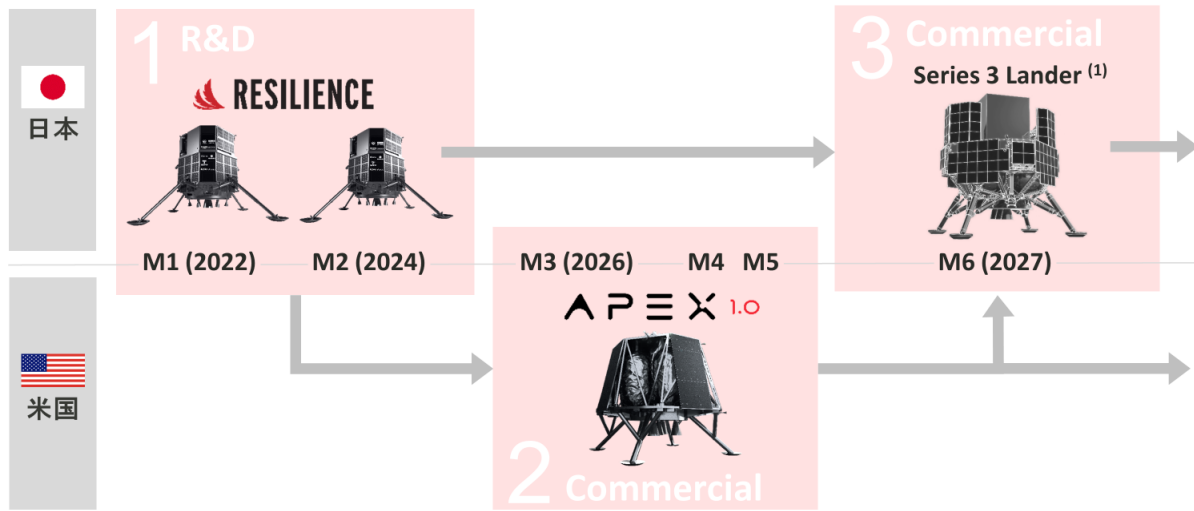 1 R&D
RESILIENCE
日本
M1 (2022)
M2 (2024)
3 Commercial
Series 3 Lander (1)
M3 (2026)
M4
M5
M6 (2027)
APEX 1.0
米国
2 Commercial